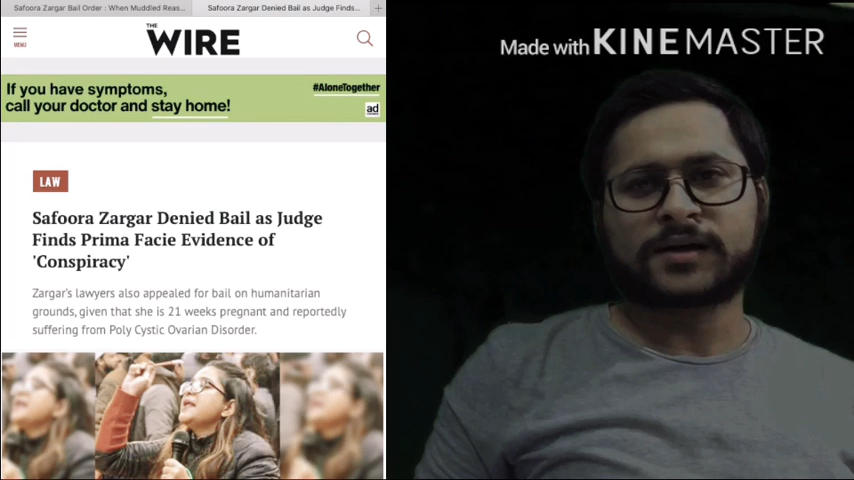 Safoora Zargar Bail Order : When Muddled Reas...
Safoora Zargar Denied Bail as Judge Finds...
MENU
THE
WIRE
If you have symptoms,
call your doctor and stay home!
#AloneTogether
ad
LAW
Safoora Zargar Denied Bail as Judge
Finds Prima Facie Evidence of
'Conspiracy'
Zargar's lawyers also appealed for bail on humanitarian
grounds, given that she is 21 weeks pregnant and reportedly
suffering from Poly Cystic Ovarian Disorder.
Made with KINEMASTER